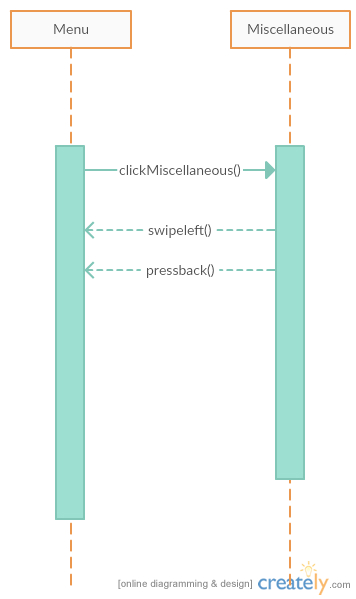 Menu
Miscellaneous
clickMiscellaneous()
swipeleft()
pressback()
[online diagramming & design] creately.com